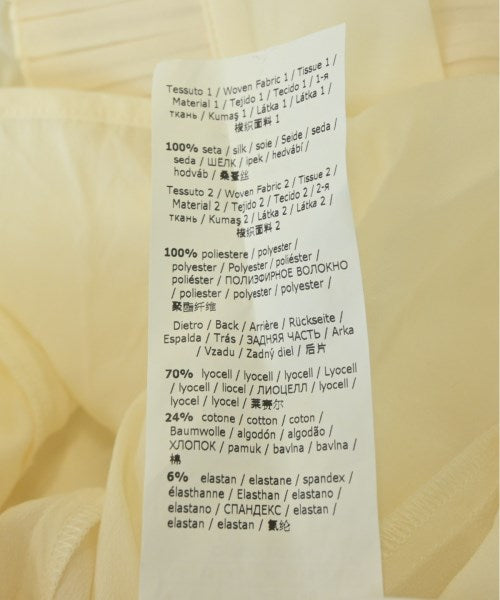 Tessuto 1 / Woven Fabric 1 / Tissue 1 /
Material 1 / Tejido 1 / Tecido 1 / 1-я
ткань / Kumaş 1 / Látka 1 / Látka 1 /
梭织面料 1
100% seta / silk / soie / Seide / seda /
seda / ШЕЛК / ipek / hedvábí /
hodváb / 桑蚕丝
Tessuto 2 / Woven Fabric 2 / Tissue 2 /
Material 2 / Tejido 2 / Tecido 2 / 2-я
ткань / Kumaş 2 / Látka 2 / Látka 2 /
梭织面料 2
100% poliestere / polyester /
polyester / Polyester / poliéster /
poliéster / ПОЛИЭФИРНОЕ ВОЛОКНО
/ poliester / polyester / polyester /
聚酯纤维
Dietro / Back / Arrière / Rückseite /
Espalda / Trás / ЗАДНЯЯ ЧАСТЬ / Arka
/ Vzadu / Zadný diel / 后片
70% lyocell / lyocell / lyocell / Lyocell
/ lyocell / liocel / ЛИОЦЕЛЛ / lyocell /
lyocel / lyocel / 莱赛尔
24% cotone / cotton / coton /
Baumwolle / algodón / algodão /
ХЛОПОК / pamuk / bavlna / bavlna /
棉
6% elastan / elastane / spandex /
élasthanne / Elasthan / elastano /
elastano / СПАНДЕКС / elastan /
elastan / elastan / 氨纶